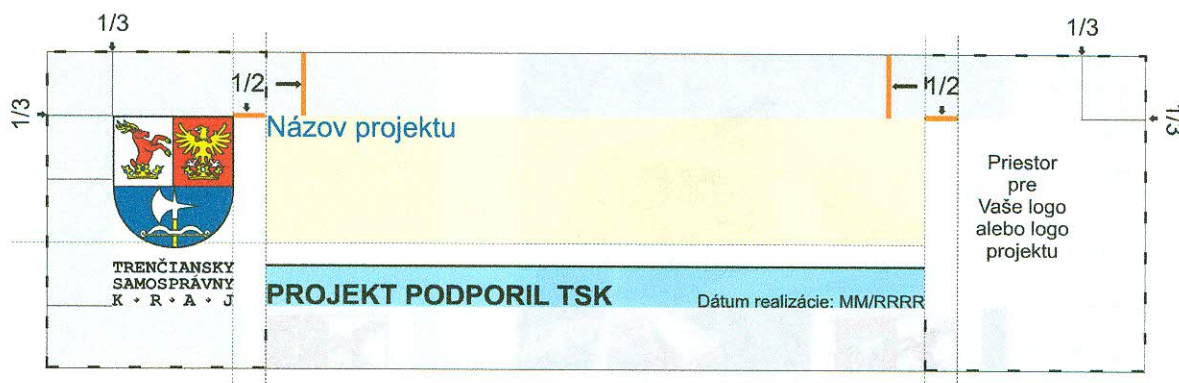 1/3
1/3
1/2
1/2
1/3
1/3
Názov projektu
TRENČIANSKY
SAMOSPRÁVNY
K • R • A • J
PROJEKT PODPORIL TSK
Dátum realizácie: MM/RRRR
Priestor
pre
Vaše logo
alebo logo
projektu